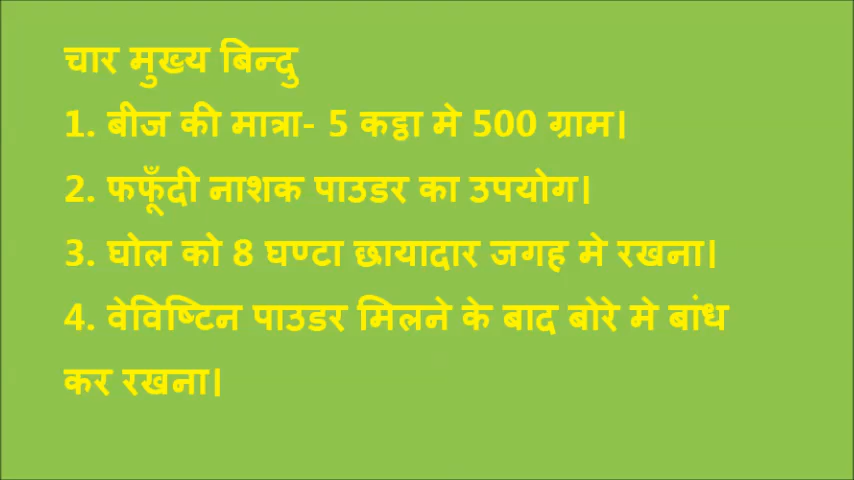 चार मुख्य बिन्दु
1. बीज की मात्रा- 5 कट्ठा मे 500 ग्राम।
2. फफूँदी नाशक पाउडर का उपयोग।
3. घोल को 8 घण्टा छायादार जगह मे रखना।
4. वेविष्टिन पाउडर मिलने के बाद बोरे मे बांध
कर रखना।